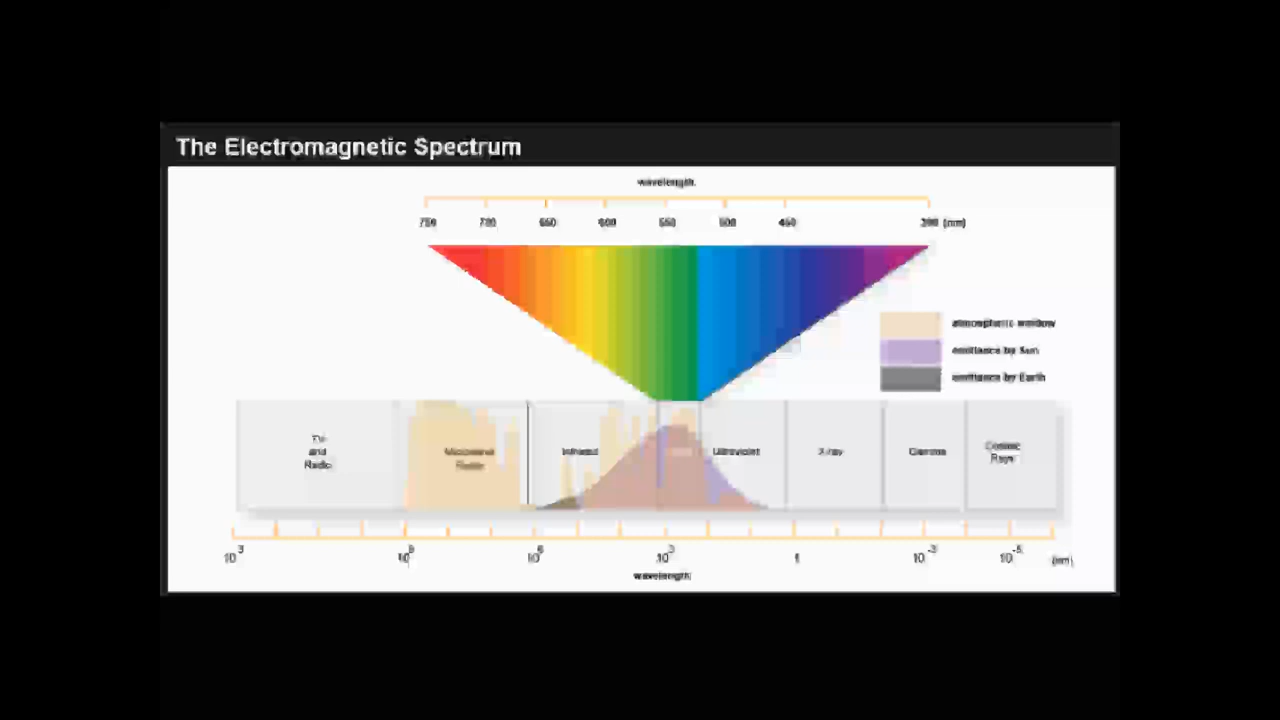 The Electromagnetic Spectrum
wavelength
750 700 650 600 550 500 450 (nm)
atmospheric window
emittance by Sun
emittance by Earth
TV
and
Radio
Microwave
Infrared
Ultraviolet
X-ray
Gamma
Cosmic
Rays
1
(nm)
wavelength